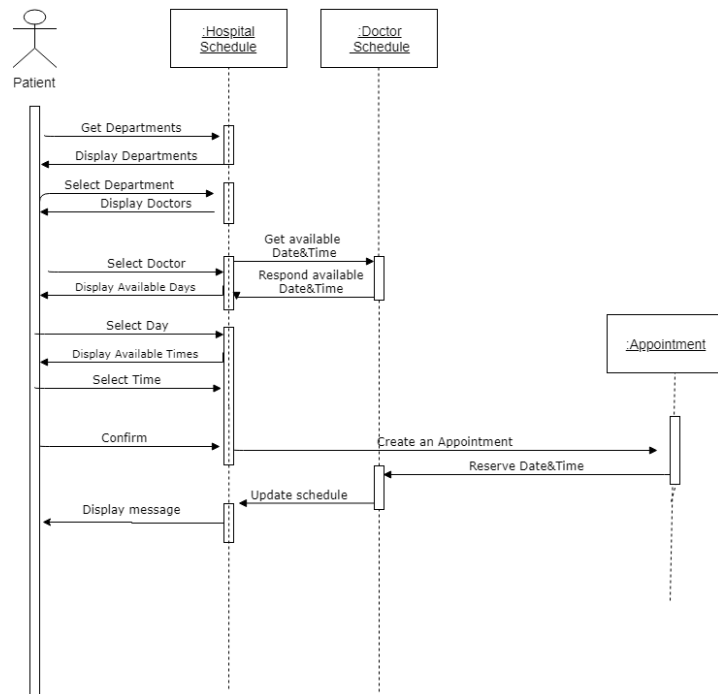 :Hospital
Schedule
:Doctor
Schedule
Patient
Get Departments
Display Departments
Select Department
Display Doctors
Get available
Date&Time
Select Doctor
Respond available
Date&Time
Display Available Days
Select Day
:Appointment
Display Available Times
Select Time
Confirm
Create an Appointment
Reserve Date&Time
Update schedule
Display message